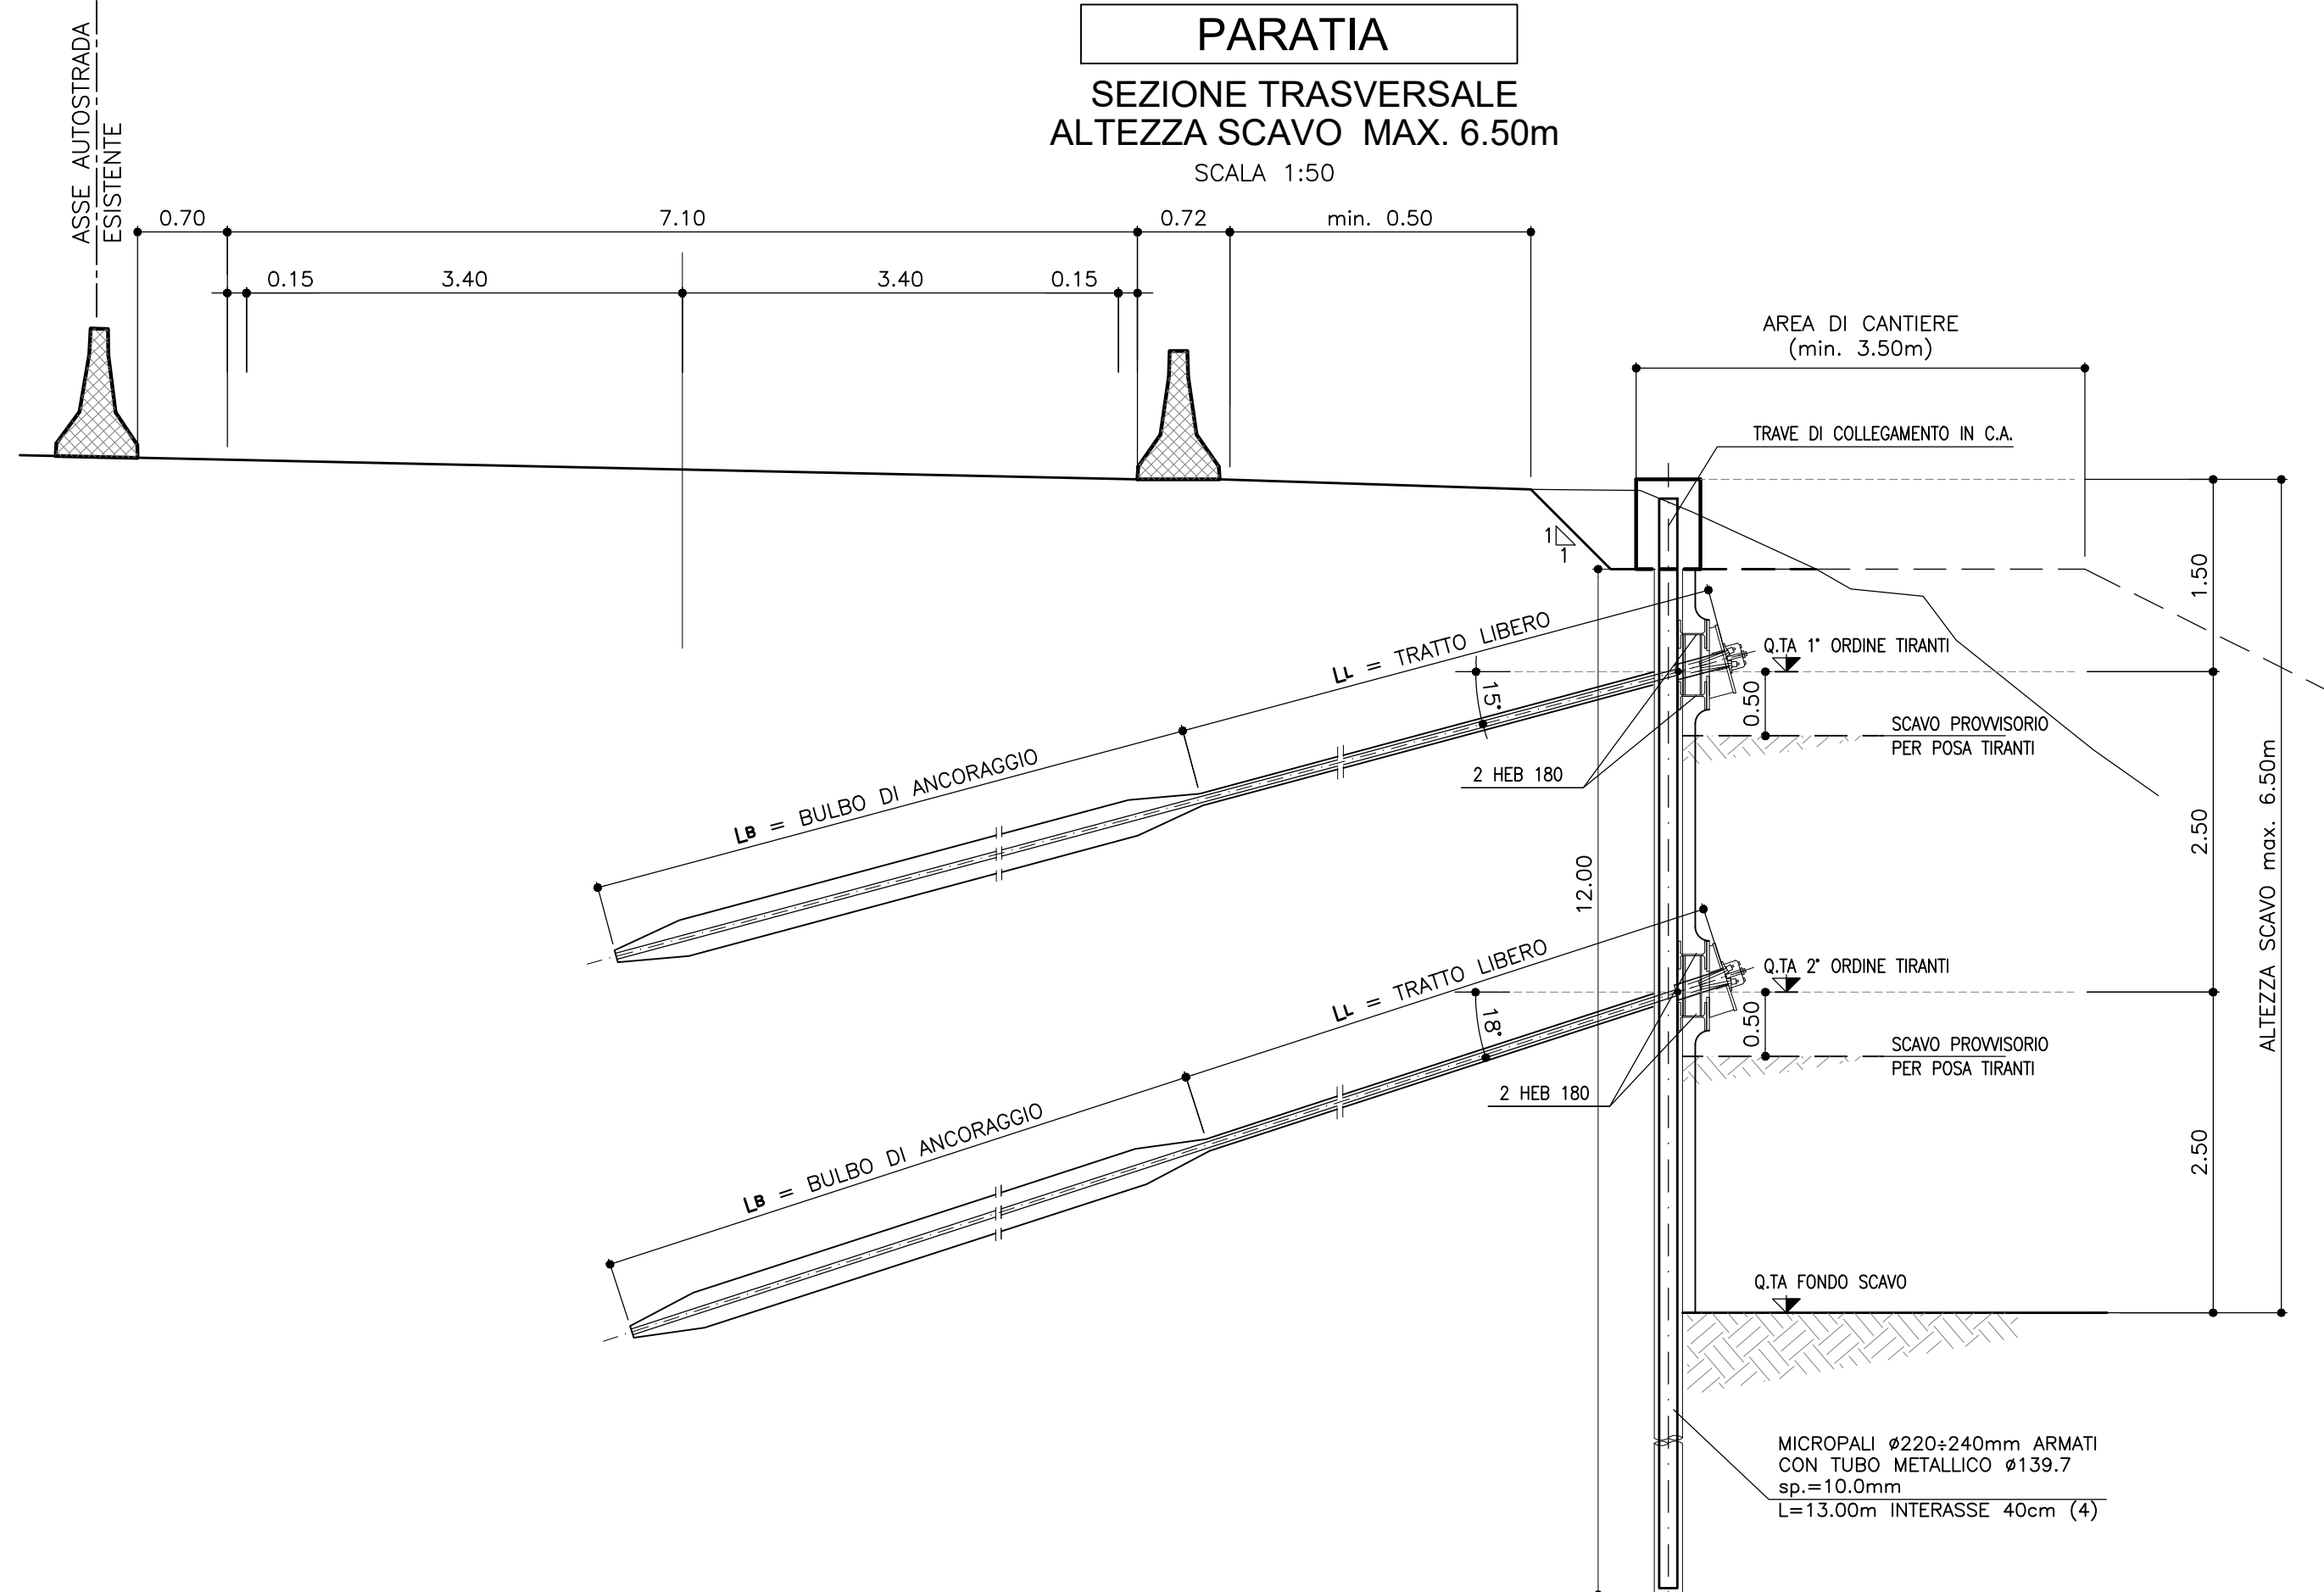 PARATIA
SEZIONE TRASVERSALE
ALTEZZA SCAVO MAX. 6.50m
SCALA 1:50
ASSE AUTOSTRADA
ESISTENTE
0.70
7.10
0.72
min. 0.50
0.15
3.40
3.40
0.15
AREA DI CANTIERE
(min. 3.50m)
TRAVE DI COLLEGAMENTO IN C.A.
1
1
1.50
LL = TRATTO LIBERO
15°
Q.TA 1° ORDINE TIRANTI
0.50
SCAVO PROVVISORIO
PER POSA TIRANTI
2 HEB 180
LB = BULBO DI ANCORAGGIO
2.50
12.00
ALTEZZA SCAVO max. 6.50m
LL = TRATTO LIBERO
18°
Q.TA 2° ORDINE TIRANTI
0.50
SCAVO PROVVISORIO
PER POSA TIRANTI
2 HEB 180
LB = BULBO DI ANCORAGGIO
2.50
Q.TA FONDO SCAVO
MICROPALI ø220÷240mm ARMATI
CON TUBO METALLICO ø139.7
sp.=10.0mm
L=13.00m INTERASSE 40cm (4)